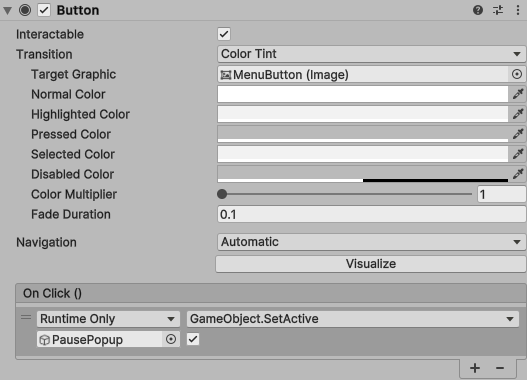 Button
Interactable
Transition Color Tint
Target Graphic MenuButton (Image)
Normal Color
Highlighted Color
Pressed Color
Selected Color
Disabled Color
Color Multiplier 1
Fade Duration 0.1
Navigation Automatic
Visualize
On Click ()
Runtime Only GameObject.SetActive
PausePopup